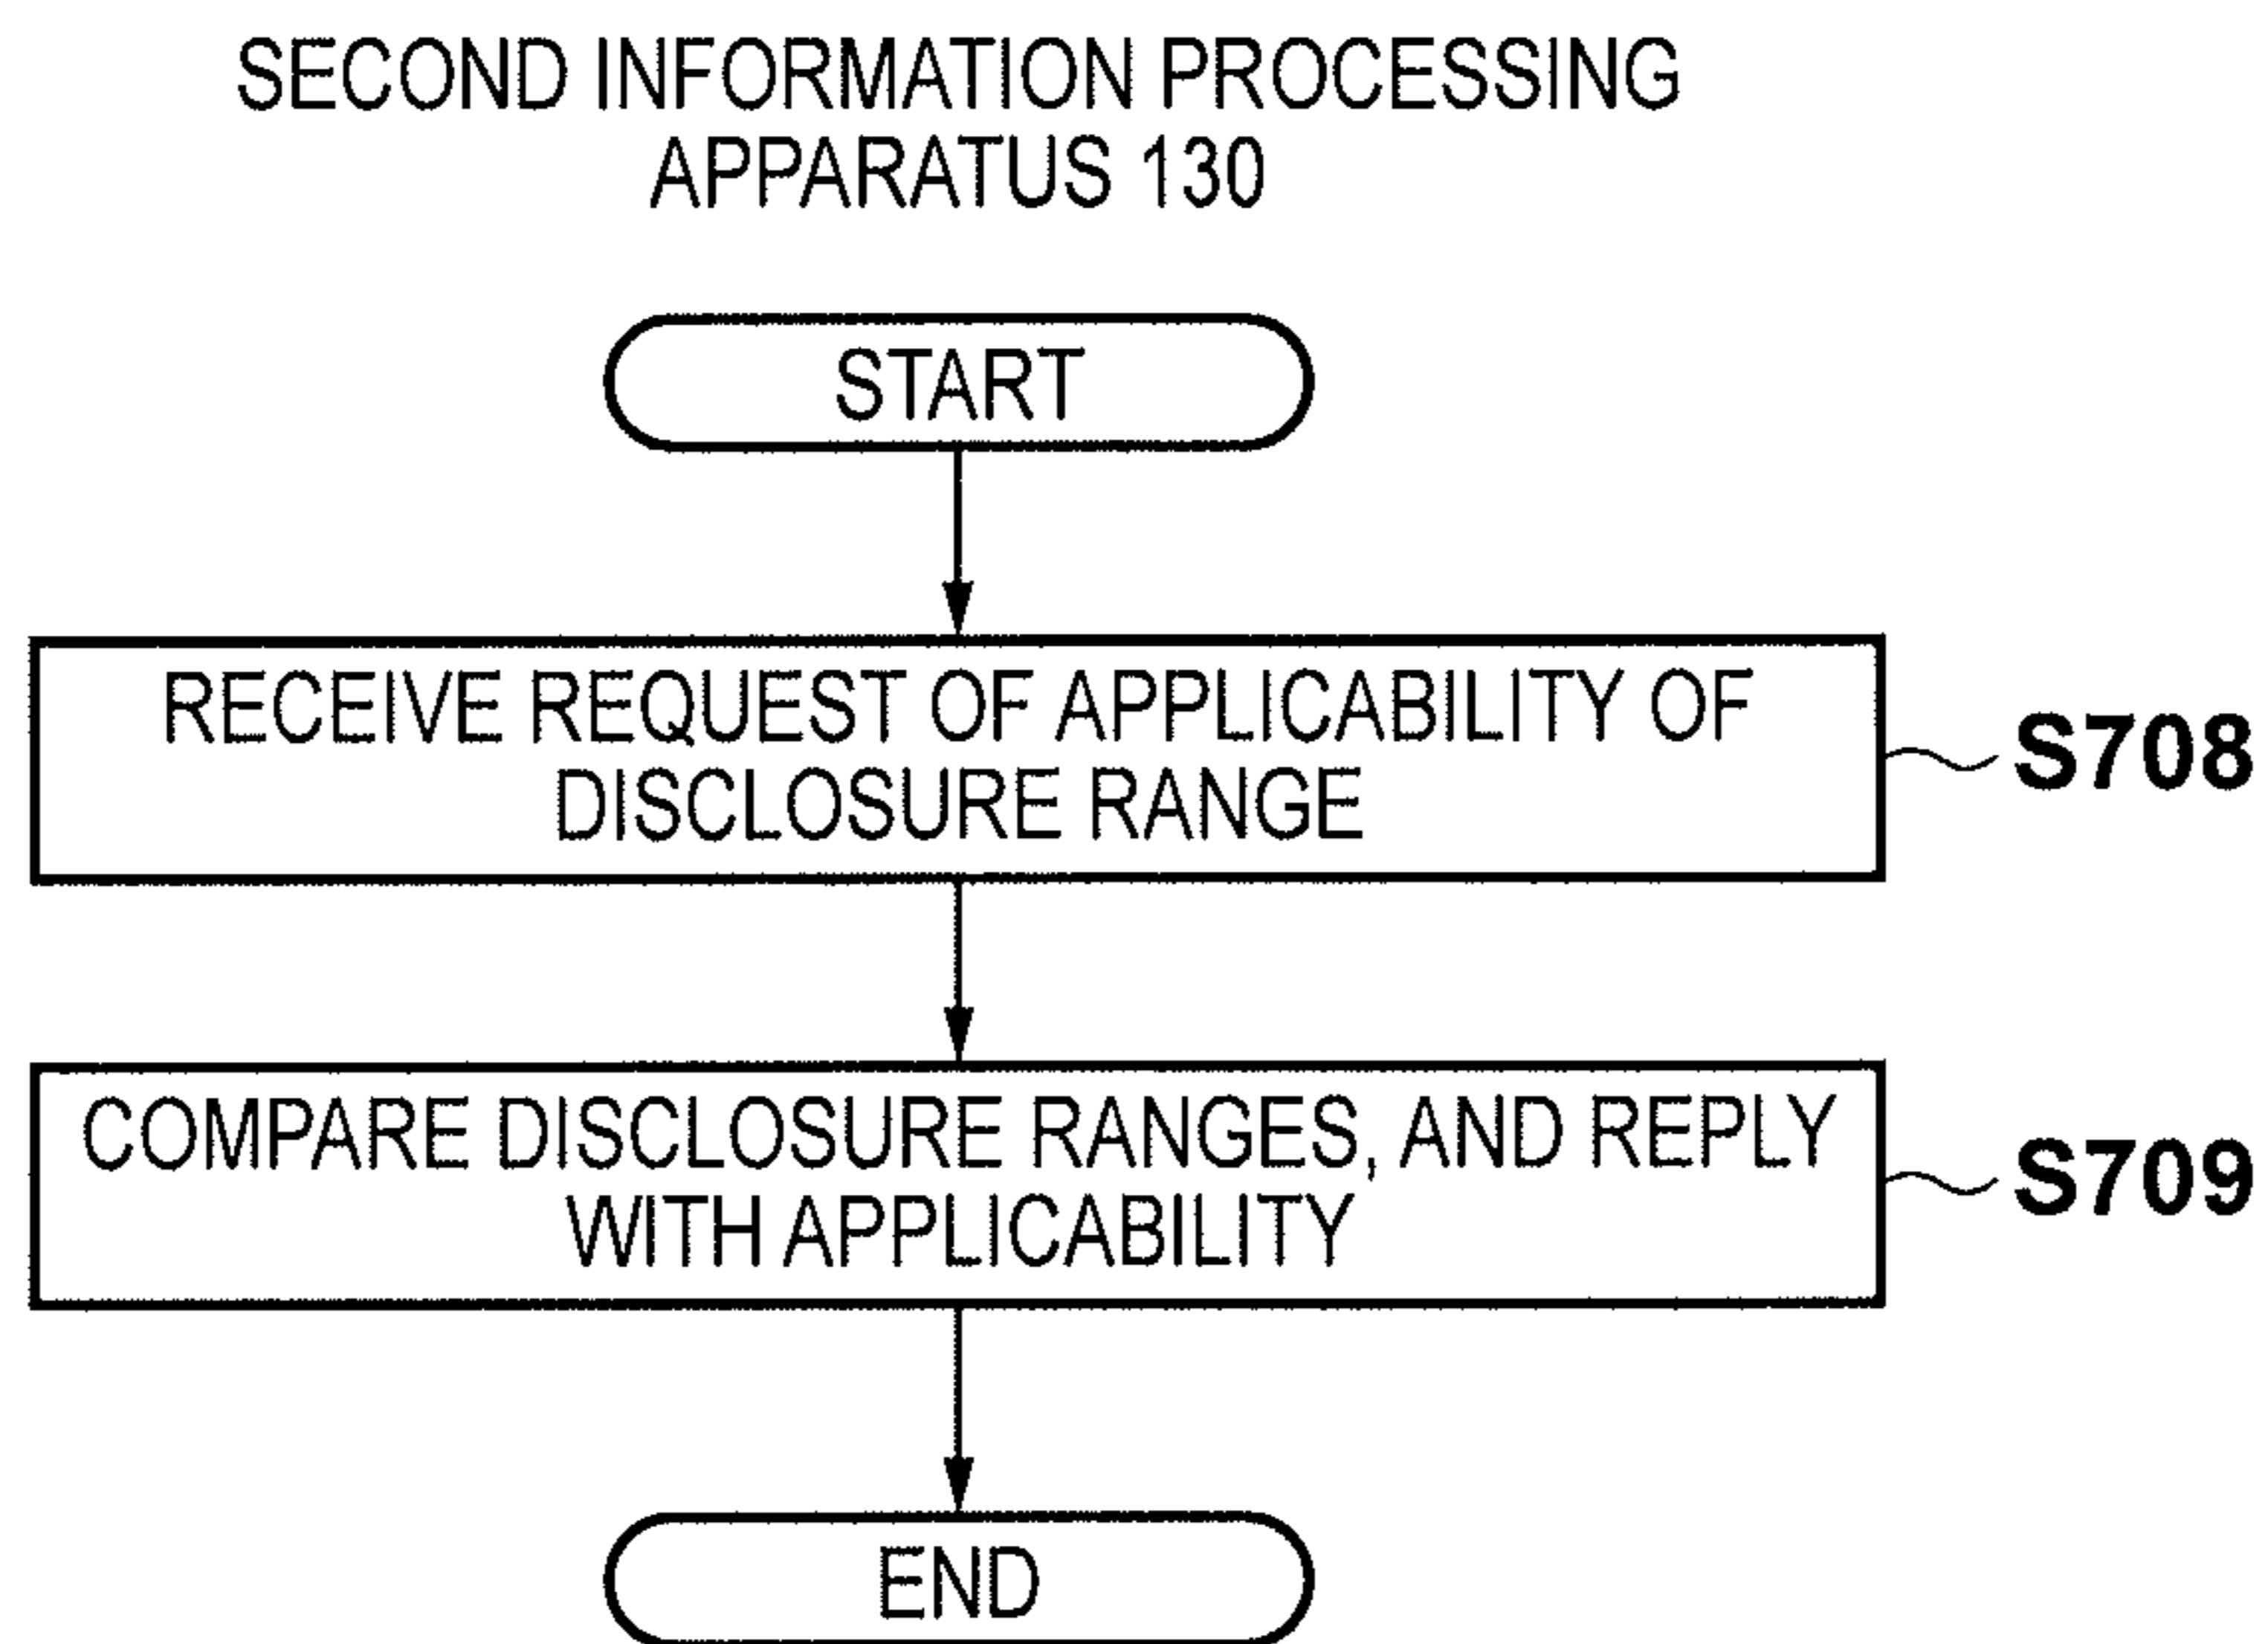 SECOND INFORMATION PROCESSING
APPARATUS 130
START
RECEIVE REQUEST OF APPLICABILITY OF
DISCLOSURE RANGE
S708
COMPARE DISCLOSURE RANGES, AND REPLY
WITH APPLICABILITY
S709
END